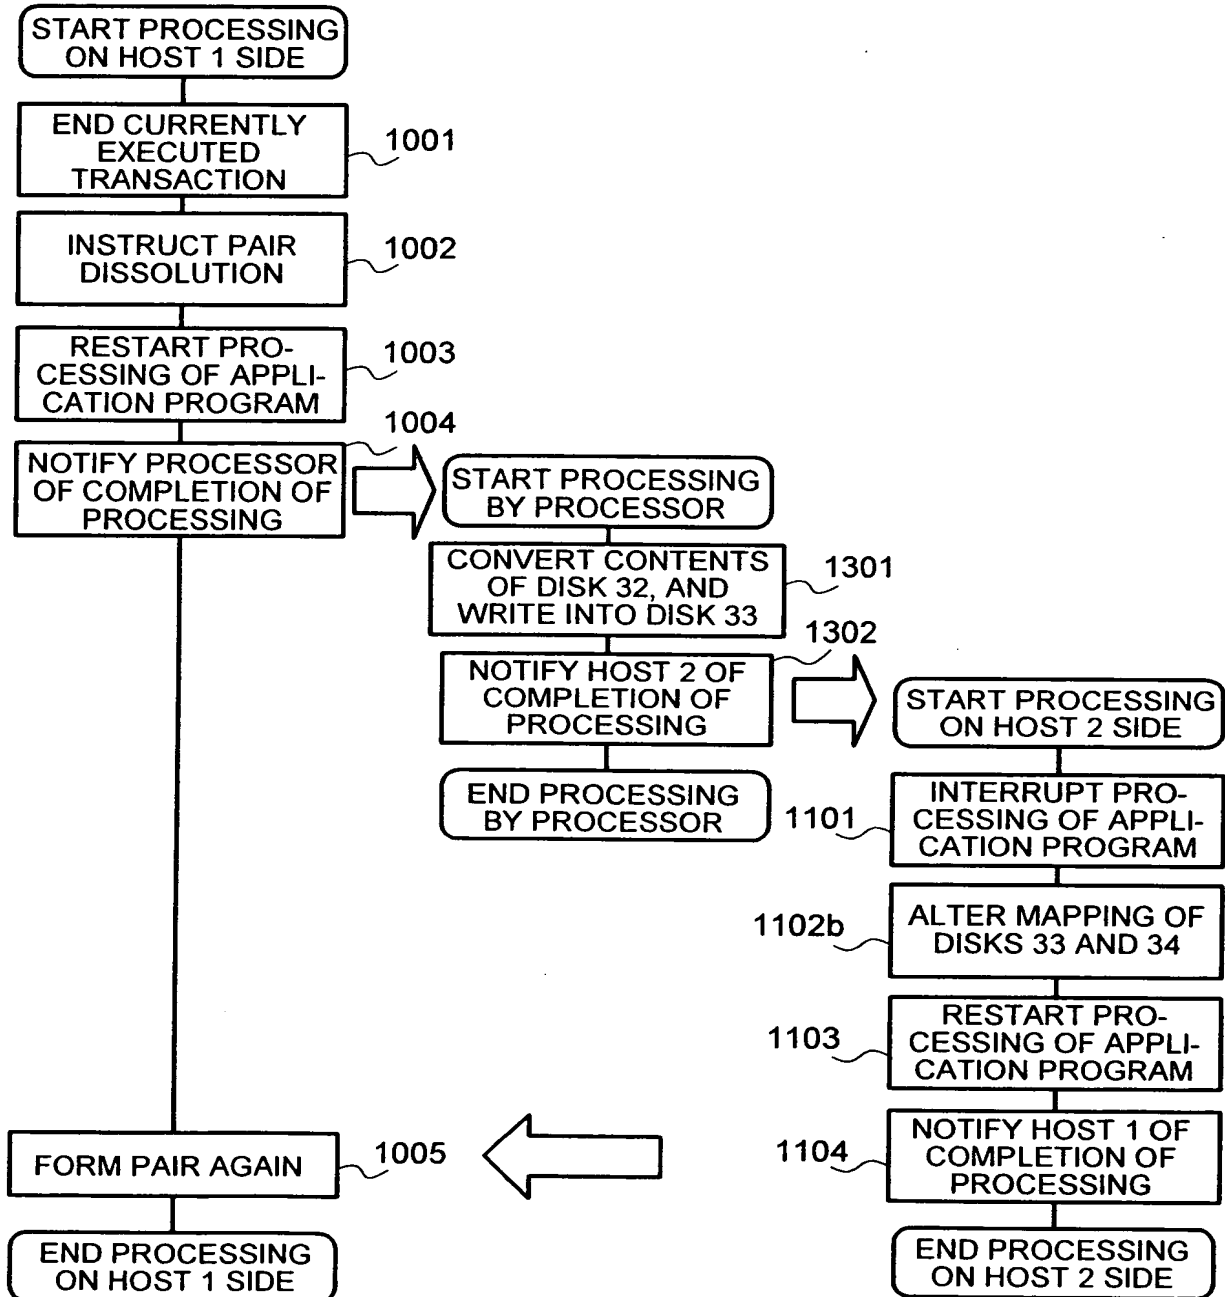 START PROCESSING
ON HOST 1 SIDE
END CURRENTLY
EXECUTED
TRANSACTION
1001
INSTRUCT PAIR
DISSOLUTION
1002
RESTART PRO-
CESSING OF APPLI-
CATION PROGRAM
1003
NOTIFY PROCESSOR
OF COMPLETION OF
PROCESSING
1004
START PROCESSING
BY PROCESSOR
CONVERT CONTENTS
OF DISK 32, AND
WRITE INTO DISK 33
1301
NOTIFY HOST 2 OF
COMPLETION OF
PROCESSING
1302
END PROCESSING
BY PROCESSOR
START PROCESSING
ON HOST 2 SIDE
INTERRUPT PRO-
CESSING OF APPLI-
CATION PROGRAM
1101
ALTER MAPPING OF
DISKS 33 AND 34
1102b
RESTART PRO-
CESSING OF APPLI-
CATION PROGRAM
1103
NOTIFY HOST 1 OF
COMPLETION OF
PROCESSING
1104
END PROCESSING
ON HOST 2 SIDE
FORM PAIR AGAIN
1005
END PROCESSING
ON HOST 1 SIDE